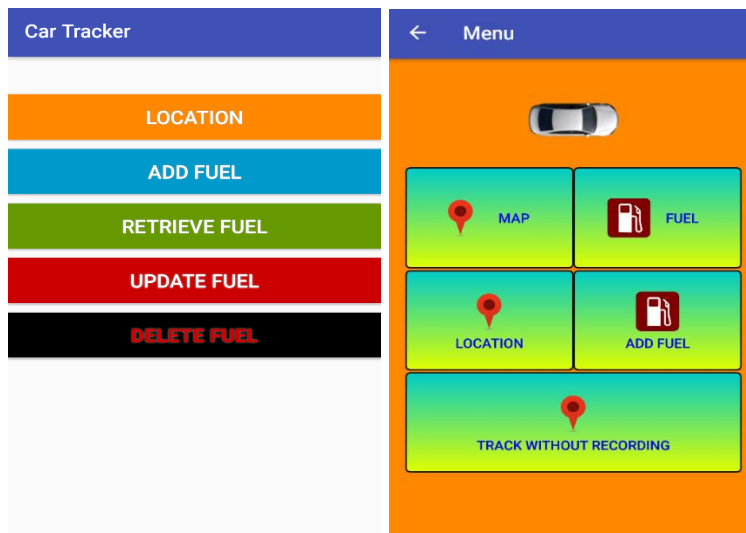 Car Tracker
LOCATION
ADD FUEL
RETRIEVE FUEL
UPDATE FUEL
DELETE FUEL
Menu
MAP
FUEL
LOCATION
ADD FUEL
TRACK WITHOUT RECORDING